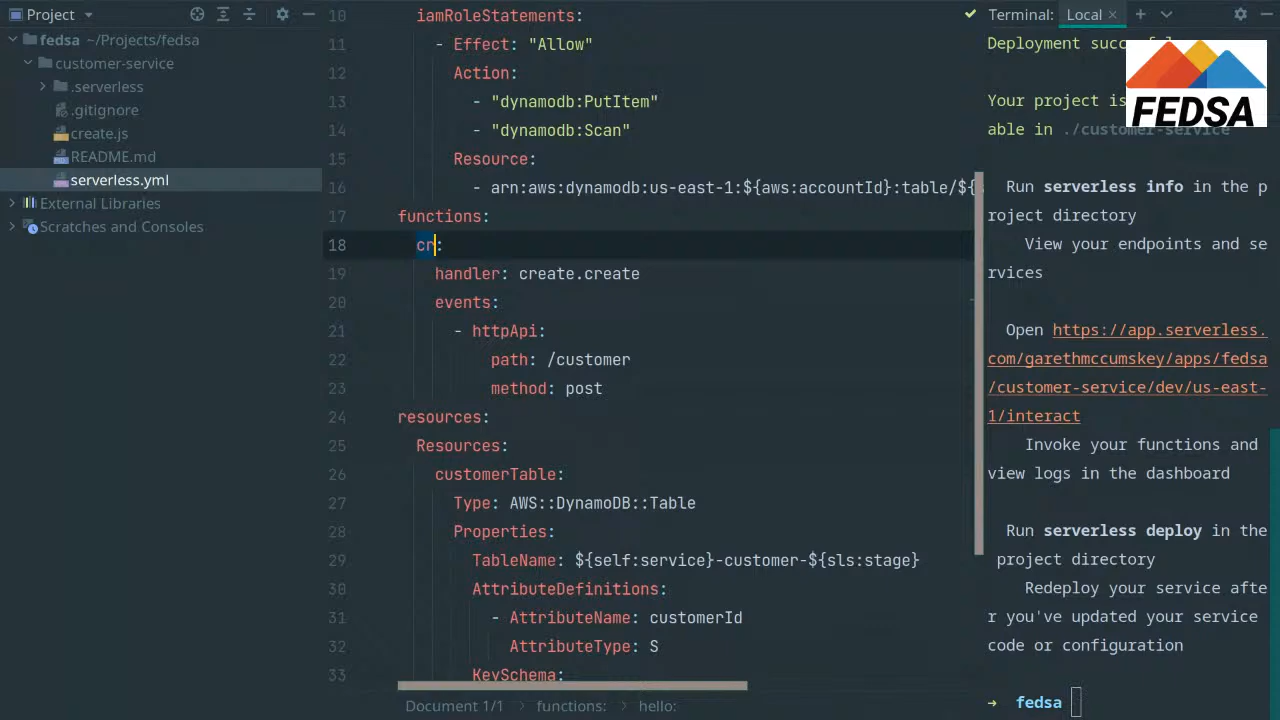 Project
fedsa ~/Projects/fedsa
customer-service
.serverless
.gitignore
create.js
README.md
serverless.yml
External Libraries
Scratches and Consoles
10 iamRoleStatements:
11 - Effect: "Allow"
12 Action:
13 - "dynamodb:PutItem"
14 - "dynamodb:Scan"
15 Resource:
16 - arn:aws:dynamodb:us-east-1:${aws:accountId}:table/${
17 functions:
18 cr:
19 handler: create.create
20 events:
21 - httpApi:
22 path: /customer
23 method: post
24 resources:
25 Resources:
26 customerTable:
27 Type: AWS::DynamoDB::Table
28 Properties:
29 TableName: ${self:service}-customer-${sls:stage}
30 AttributeDefinitions:
31 - AttributeName: customerId
32 AttributeType: S
33 KeySchema:
Document 1/1 functions: hello:
Terminal: Local
Deployment
Your project is
able in ./customer-service
Run serverless info in the p
roject directory
View your endpoints and se
rvices
Open https://app.serverless.
com/garethmccumskey/apps/fedsa
/customer-service/dev/us-east-
1/interact
Invoke your functions and
view logs in the dashboard
Run serverless deploy in the
project directory
Redeploy your service afte
r you've updated your service
code or configuration
→ fedsa
FEDSA